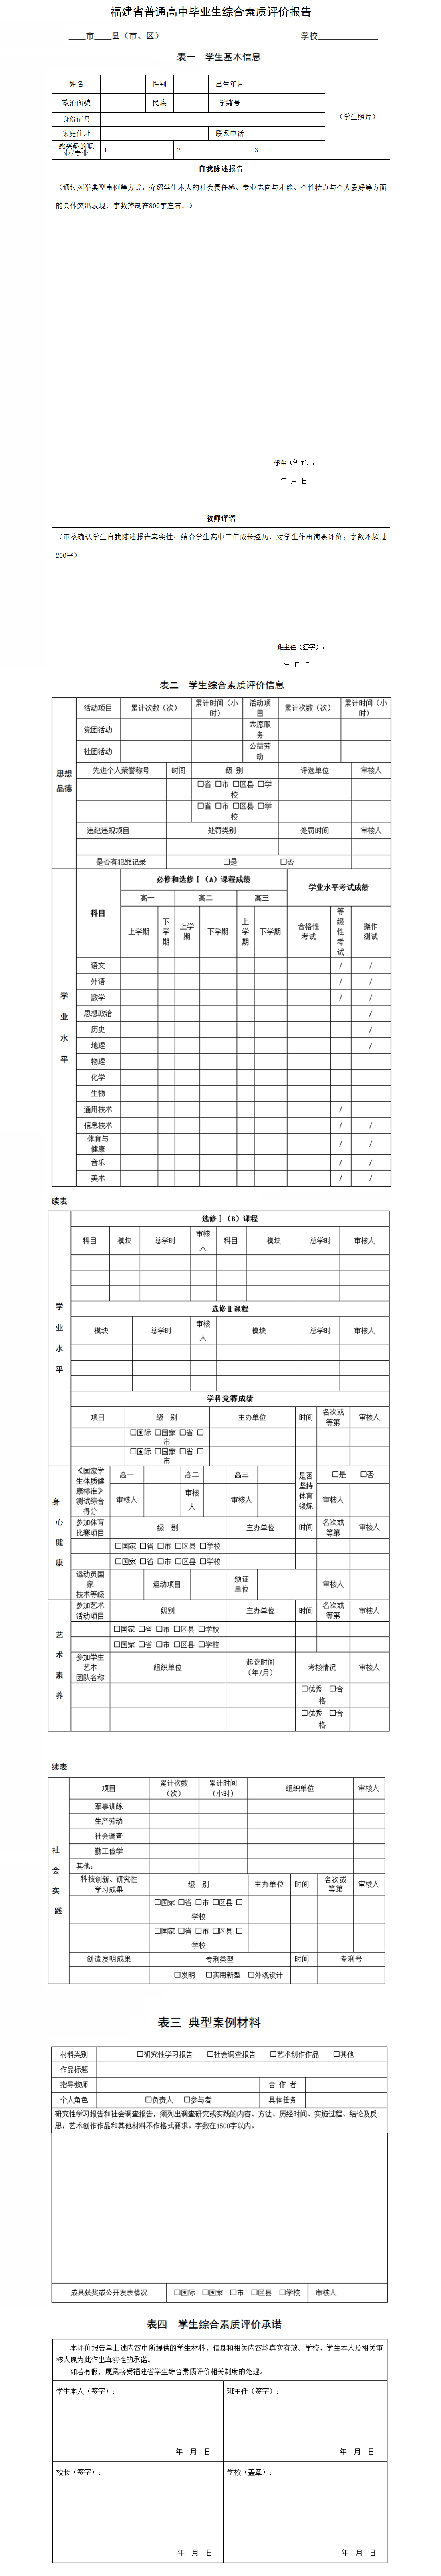 福建省普通高中毕业生综合素质评价报告
____市____县（市、区） 学校______________
表一 学生基本信息
姓名 性别 出生年月 （学生照片）
政治面貌 民族 学籍号
身份证号
家庭住址 联系电话
感兴趣的职业/专业 1. 2. 3.
自我陈述报告
（通过列举典型事例等方式，介绍学生本人的社会责任感、专业志向与才能、个性特点与个人爱好等方面
的具体突出表现，字数控制在800字左右。）
学生（签字）：
年 月 日
教师评语
（审核确认学生自我陈述报告真实性；结合学生高中三年成长经历，对学生作出简要评价；字数不超过
200字）
班主任（签字）：
年 月 日
表二 学生综合素质评价信息
思想品德
活动项目 累计次数（次） 累计时间（小时） 活动项目 累计次数（次） 累计时间（小时）
党团活动 志愿服务
社团活动 公益劳动
先进个人荣誉称号 时间 级 别 评选单位 审核人
□省 □市 □区县 □学校
□省 □市 □区县 □学校
违纪违规项目 处罚类别 处罚时间 审核人
是否有犯罪记录 □是 □否
学业水平
科目 必修和选修Ⅰ（A）课程成绩 学业水平考试成绩
高一 高二 高三
上学期 下学期 上学期 下学期 上学期 下学期 合格性考试 等级性考试 操作测试
语文 / /
外语 / /
数学 / /
思想政治 /
历史 /
地理 /
物理
化学
生物
通用技术 /
信息技术 / /
体育与健康 / /
音乐 / /
美术 / /
续表
学业水平
选修Ⅰ（B）课程
科目 模块 总学时 审核人 科目 模块 总学时 审核人
选修Ⅱ课程
模块 总学时 审核人 模块 总学时 审核人
学科竞赛成绩
项目 级 别 主办单位 时间 名次或等第 审核人
□国际 □国家 □省 □市
□国际 □国家 □省 □市
身心健康
《国家学生体质健康标准》测试综合得分 高一 高二 高三 是否坚持体育锻炼 □是 □否
审核人 审核人 审核人 审核人
参加体育比赛项目 级 别 主办单位 时间 名次或等第 审核人
□国家 □省 □市 □区县 □学校
□国家 □省 □市 □区县 □学校
运动员国家技术等级 运动项目 颁证单位 审核人
艺术素养
参加艺术活动项目 级别 主办单位 时间 名次或等第 审核人
□国家 □省 □市 □区县 □学校
□国家 □省 □市 □区县 □学校
参加学生艺术团队名称 组织单位 起讫时间（年/月） 考核情况 审核人
□优秀 □合格
□优秀 □合格
续表
社会实践
项目 累计次数（次） 累计时间（小时） 组织单位 审核人
军事训练
生产劳动
社会调查
勤工俭学
其他：
科技创新、研究性学习成果 级 别 主办单位 时间 名次或等第 审核人
□国家 □省 □市 □区县 □学校
□国家 □省 □市 □区县 □学校
创造发明成果 专利类型 时间 专利号
□发明 □实用新型 □外观设计
表三 典型案例材料
材料类别 □研究性学习报告 □社会调查报告 □艺术创作作品 □其他
作品标题
指导教师 合 作 者
个人角色 □负责人 □参与者 具体任务
研究性学习报告和社会调查报告，须列出调查研究或实践的内容、方法、历经时间、实施过程、结论及反
思；艺术创作作品和其他材料不作格式要求。字数在1500字以内。
成果获奖或公开发表情况 □国际 □国家 □市 □区县 □学校 审核人
表四 学生综合素质评价承诺
本评价报告单上述内容中所提供的学生材料、信息和相关内容均真实有效。学校、学生本人及相关审
核人愿为此作出真实性的承诺。
如若有假，愿意接受福建省学生综合素质评价相关制度的处理。
学生本人（签字）： 班主任（签字）：
年 月 日 年 月 日
校长（签字）： 学校（盖章）：
年 月 日 年 月 日